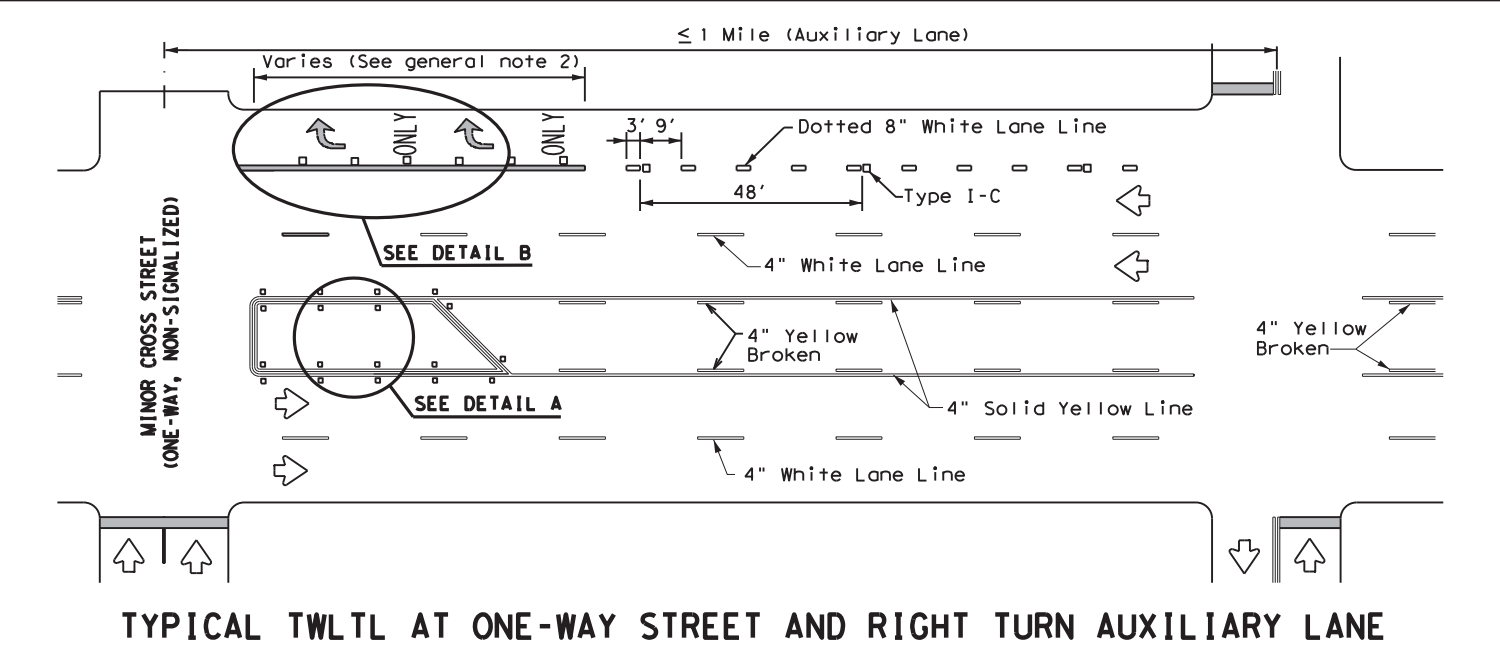 ≤ 1 Mile (Auxiliary Lane)
Varies (See general note 2)
ONLY
ONLY
3' 9'
Dotted 8" White Lane Line
48'
Type I-C
SEE DETAIL B
4" White Lane Line
MINOR CROSS STREET
(ONE-WAY, NON-SIGNALIZED)
4" Yellow
Broken
4" Yellow
Broken
SEE DETAIL A
4" Solid Yellow Line
4" White Lane Line
TYPICAL TWLTL AT ONE-WAY STREET AND RIGHT TURN AUXILIARY LANE